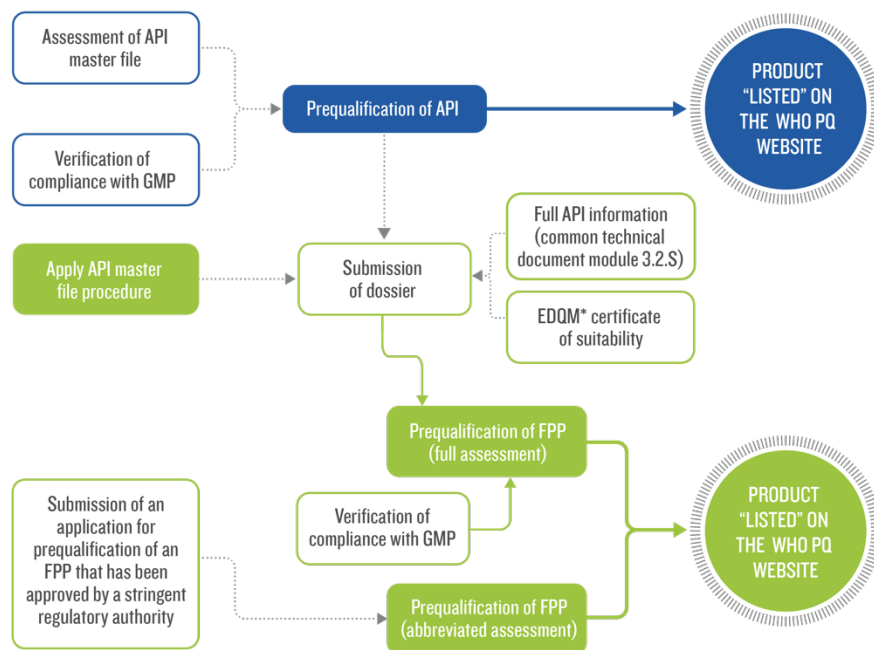 Assessment of API
master file
Verification of
compliance with GMP
Prequalification of API
PRODUCT
“LISTED” ON
THE WHO PQ
WEBSITE
Apply API master
file procedure
Submission
of dossier
Full API information
(common technical
document module 3.2.S)
EDQM* certificate
of suitability
Prequalification of FPP
(full assessment)
Verification of
compliance with GMP
Submission of an
application for
prequalification of an
FPP that has been
approved by a stringent
regulatory authority
Prequalification of FPP
(abbreviated assessment)
PRODUCT
“LISTED” ON
THE WHO PQ
WEBSITE